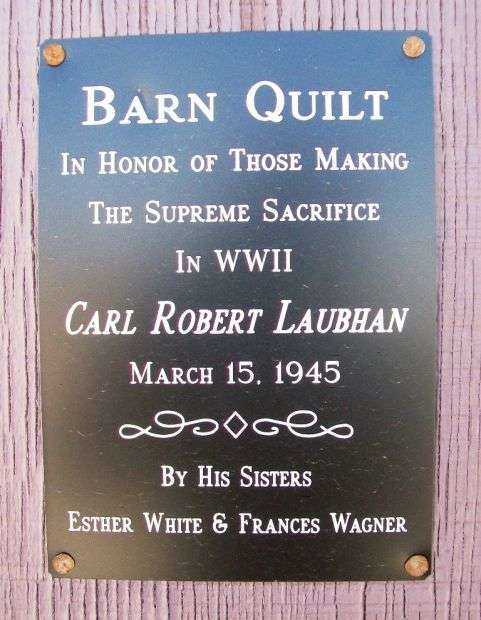 Barn Quilt
In Honor of Those Making
The Supreme Sacrifice
In WWII
Carl Robert Laubhan
March 15, 1945
By His Sisters
Esther White & Frances Wagner